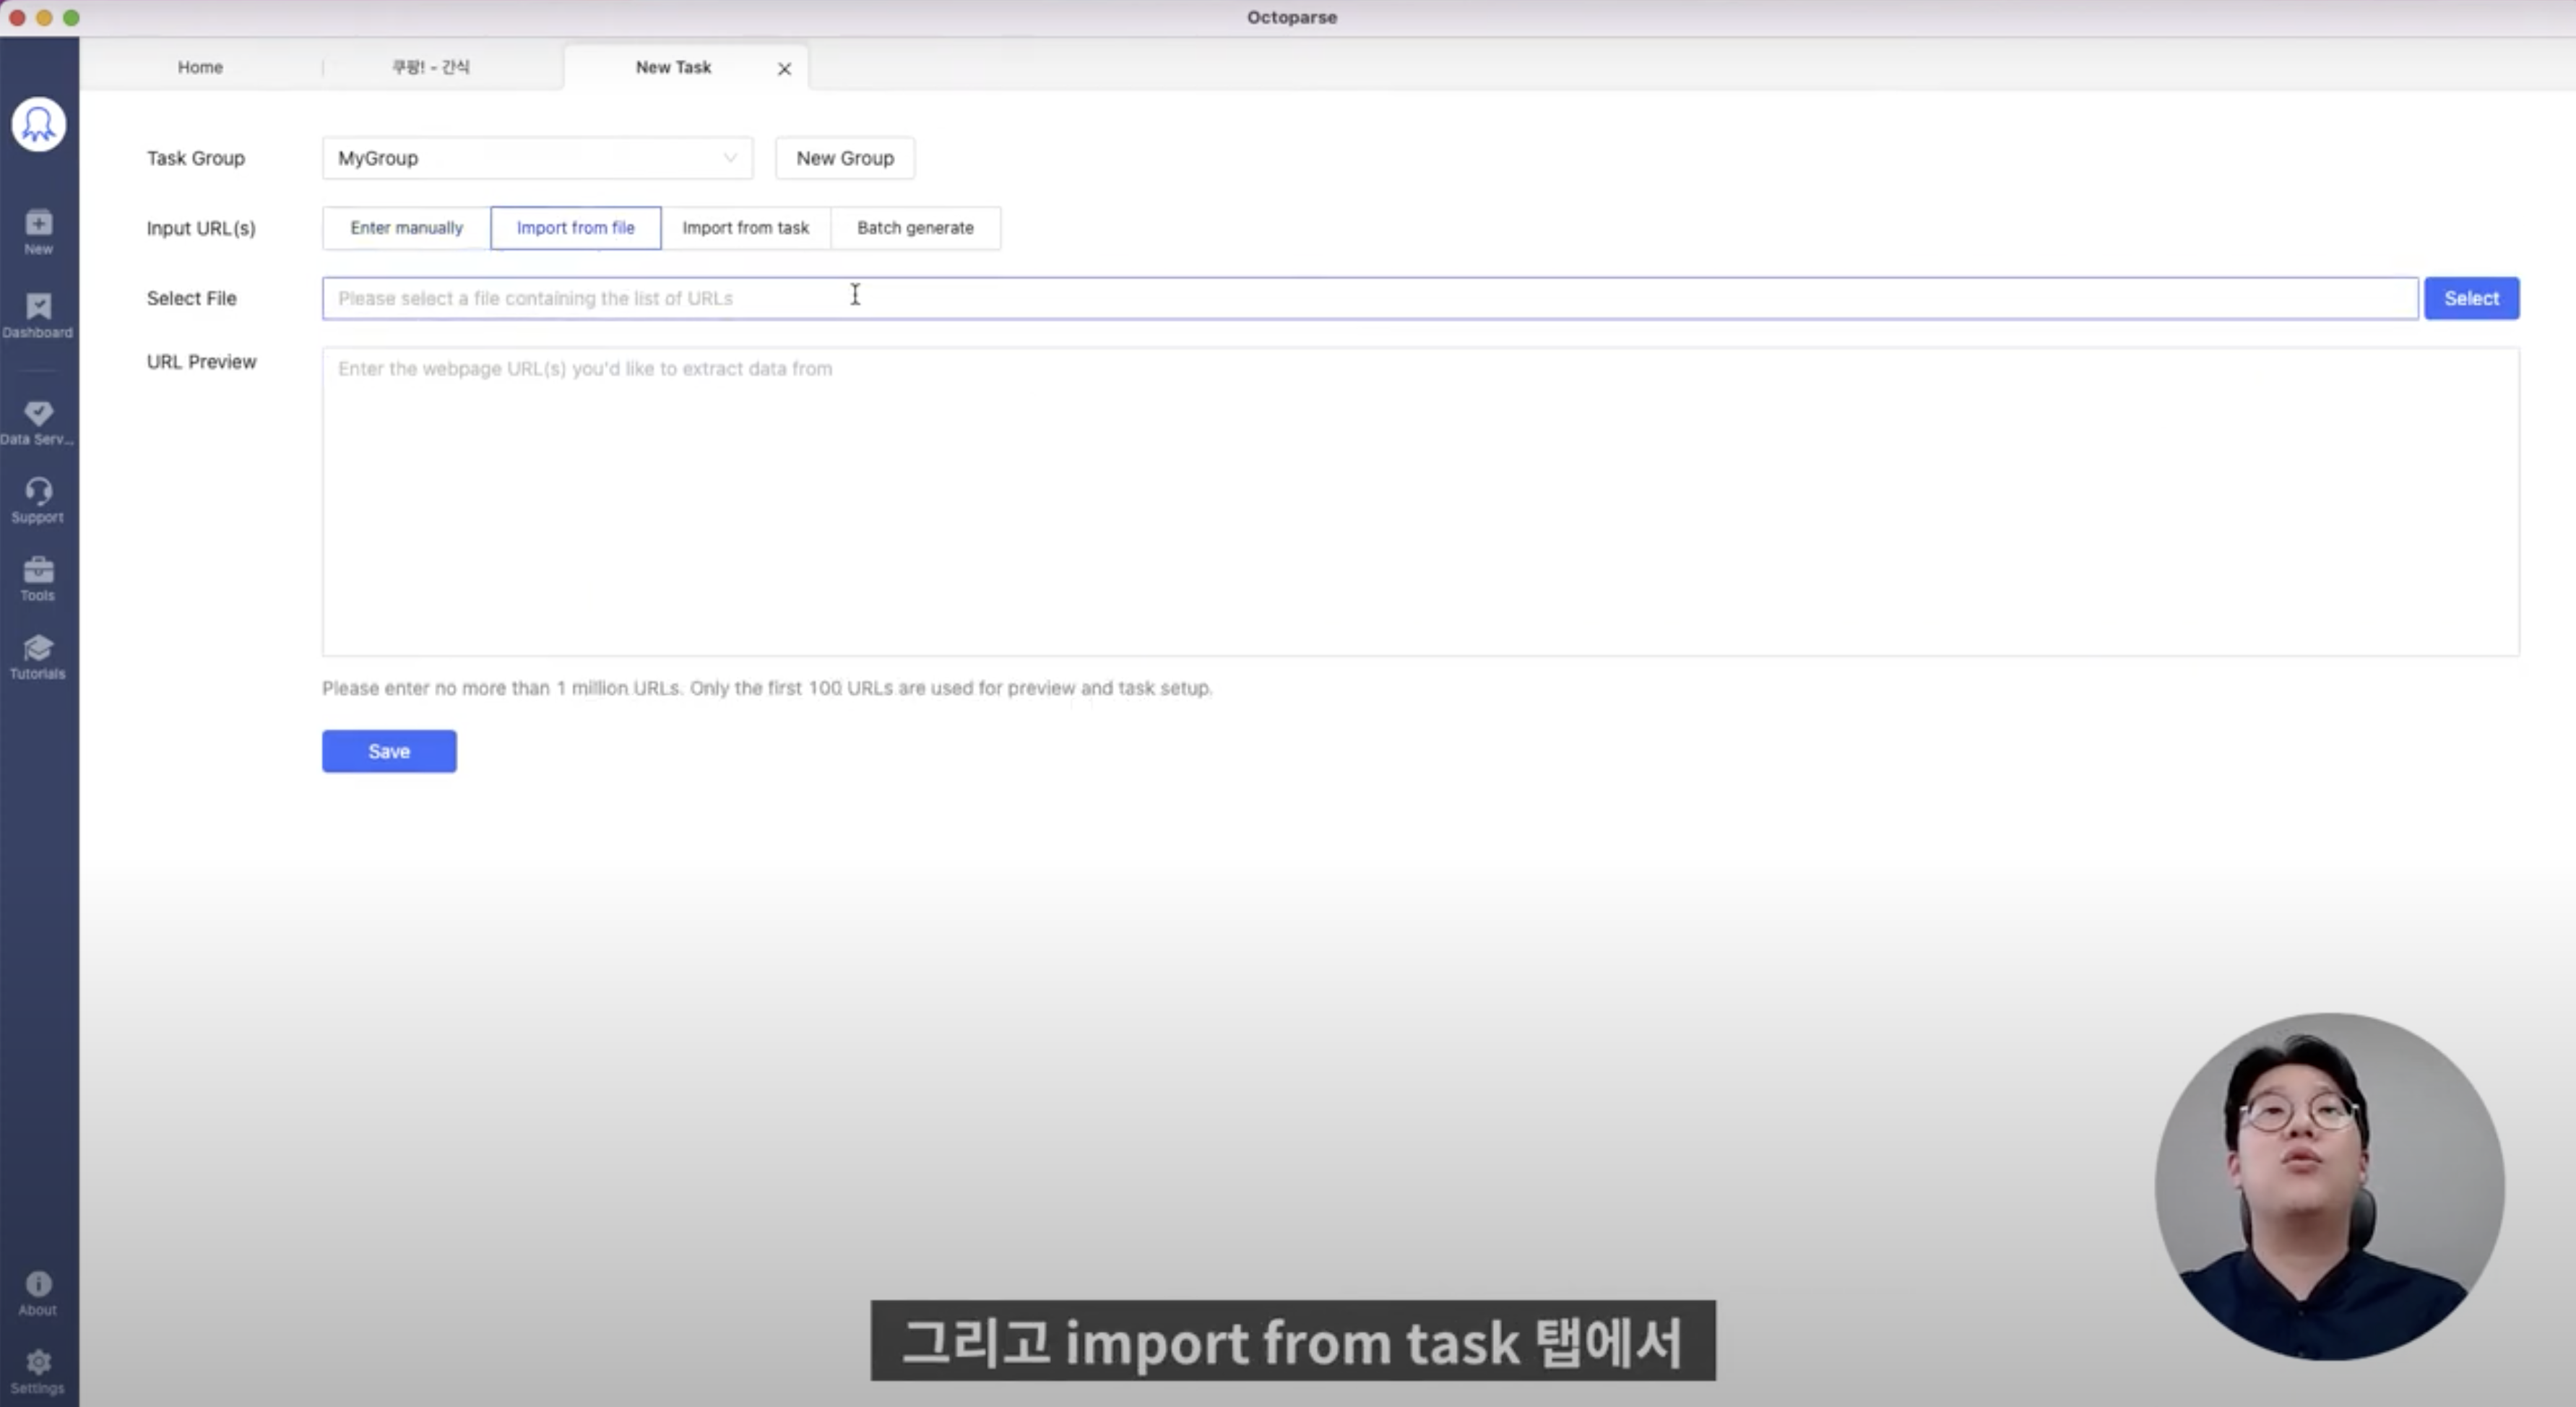 Octoparse
Home
쿠팡! - 간식
New Task
Task Group
MyGroup
New Group
Input URL(s)
Enter manually
Import from file
Import from task
Batch generate
Select File
Please select a file containing the list of URLs
Select
URL Preview
Enter the webpage URL(s) you'd like to extract data from
Please enter no more than 1 million URLs. Only the first 100 URLs are used for preview and task setup.
Save
New
Dashboard
Data Serv...
Support
Tools
Tutorials
About
Settings
그리고 import from task 탭에서